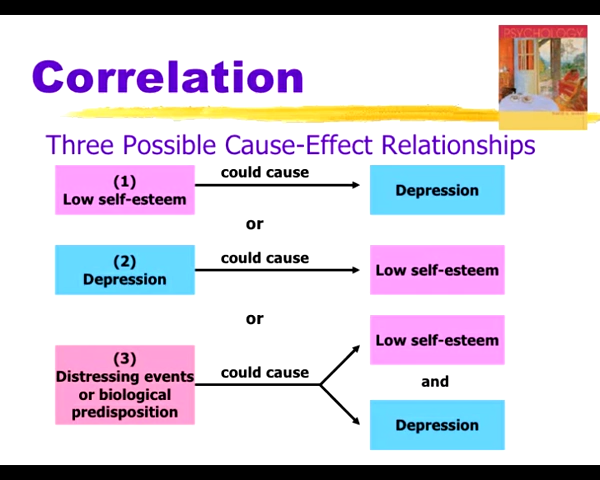 PSYCHOLOGY
Correlation
Three Possible Cause-Effect Relationships
(1)
Low self-esteem
could cause
Depression
or
(2)
Depression
could cause
Low self-esteem
or
(3)
Distressing events
or biological
predisposition
could cause
Low self-esteem
and
Depression